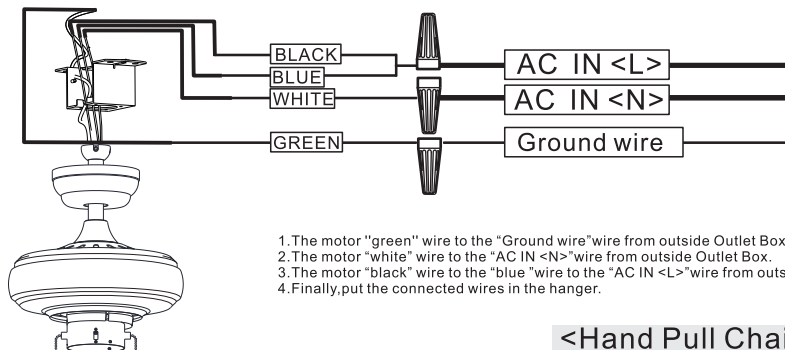 BLACK
BLUE
WHITE
GREEN
AC IN <L>
AC IN <N>
Ground wire
1.The motor "green" wire to the “Ground wire”wire from outside Outlet Box
2.The motor “white” wire to the “AC IN <N>”wire from outside Outlet Box.
3.The motor “black” wire to the “blue ”wire to the “AC IN <L>”wire from
4.Finally,put the connected wires in the hanger.
<Hand Pull